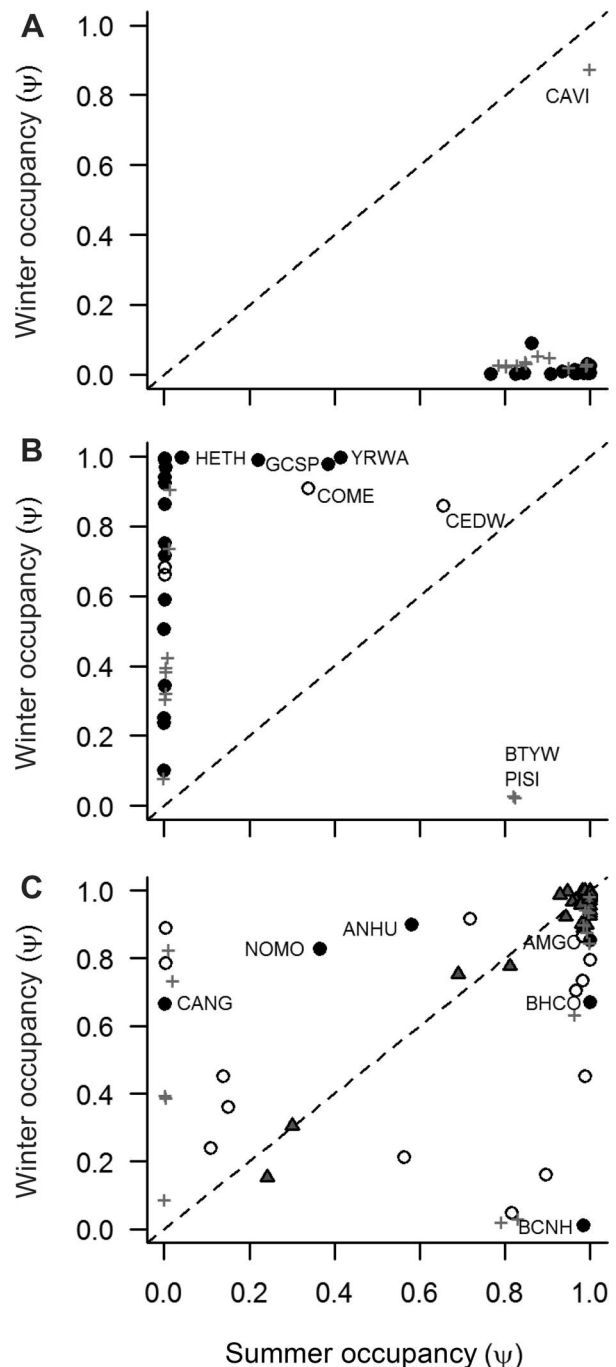 A
Winter occupancy (ψ)
1.0
0.8
0.6
0.4
0.2
0.0
CAVI
B
Winter occupancy (ψ)
1.0
0.8
0.6
0.4
0.2
0.0
HETH
GCSP
YRWA
COME
CEDW
BTYW
PISI
C
Winter occupancy (ψ)
1.0
0.8
0.6
0.4
0.2
0.0
ANHU
NOMO
AMGO
CANG
BHCO
BCNH
0.0 0.2 0.4 0.6 0.8 1.0
Summer occupancy (ψ)